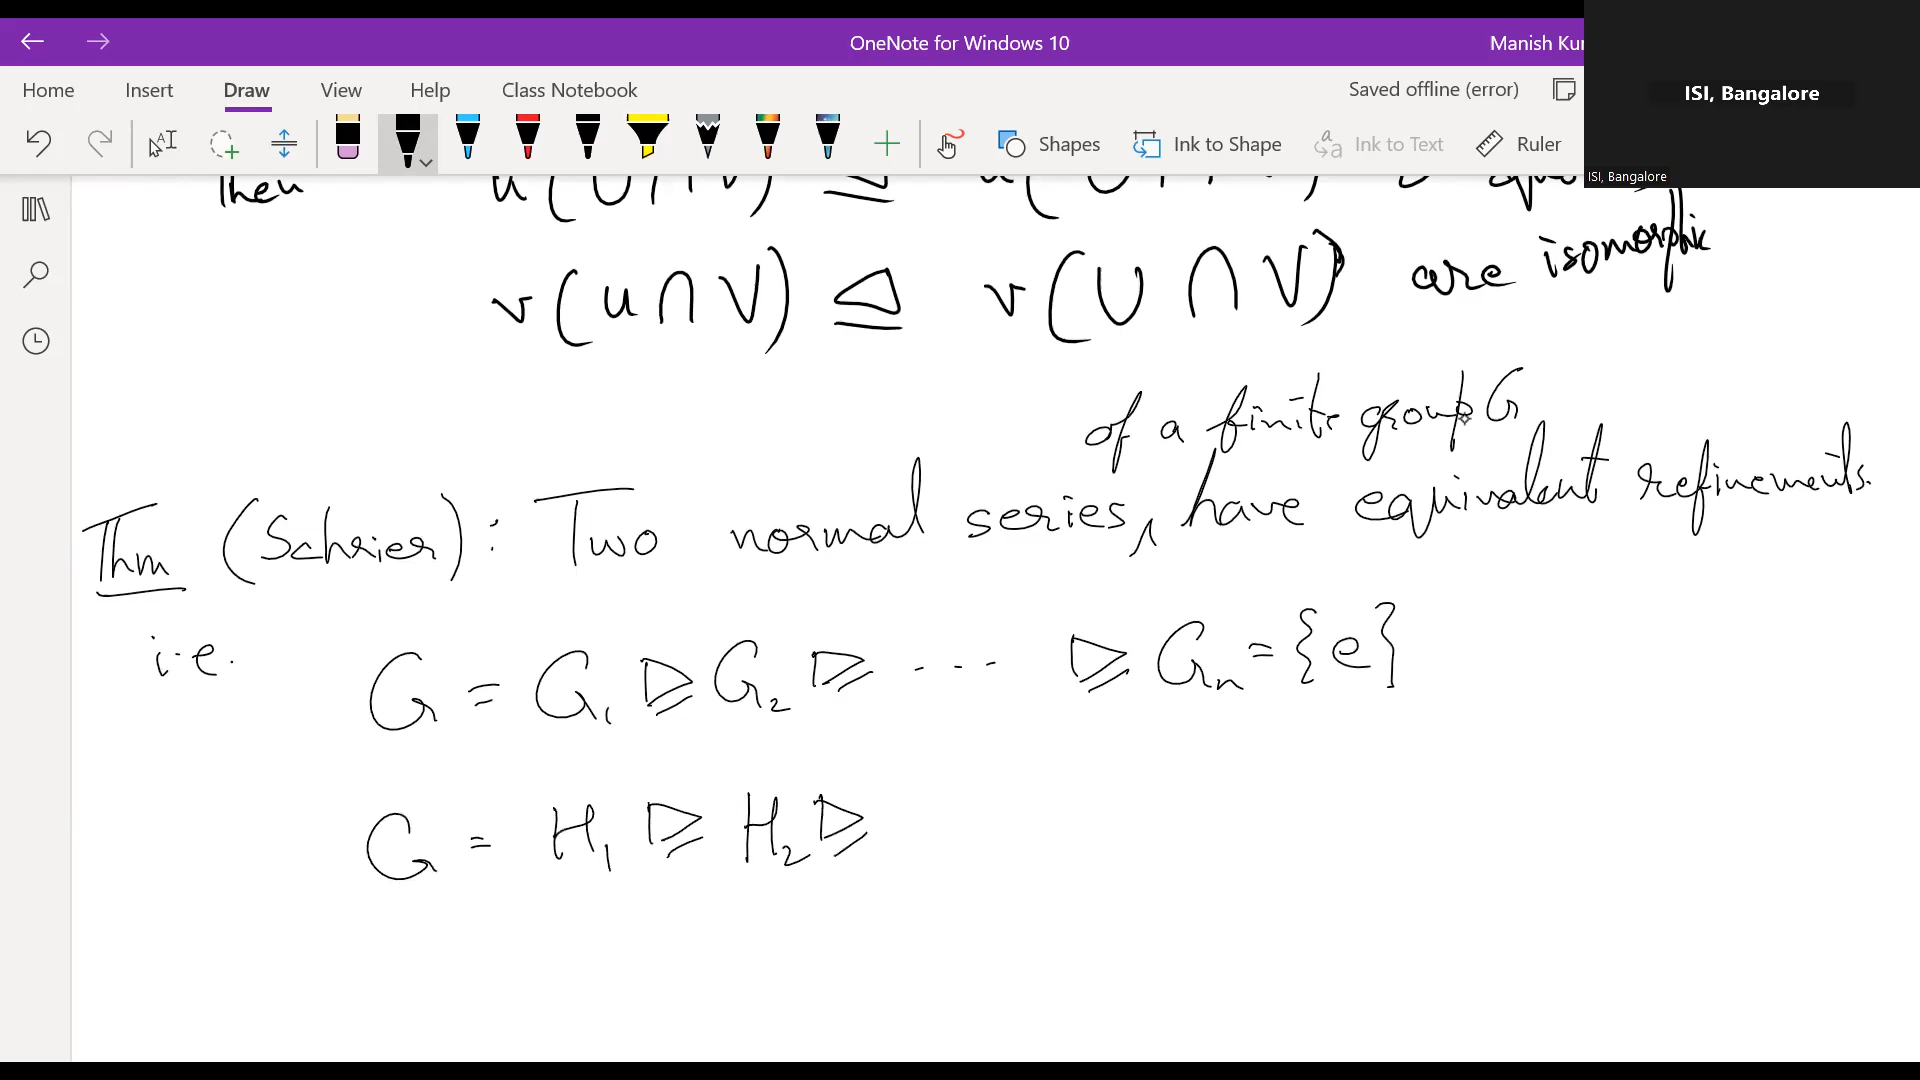 OneNote for Windows 10
Manish Ku
ISI, Bangalore
Home Insert Draw View Help Class Notebook
Saved offline (error)
Shapes Ink to Shape Ink to Text Ruler
ISI, Bangalore
Then
v(u∩V) ⊴ v(U∩V) are isomorphic
of a finite group G
Thm (Schrier): Two normal series, have equivalent refinements.
i.e. G = G₁ ⊵ G₂ ⊵ ... ⊵ Gₙ = {e}
G = H₁ ⊵ H₂ ⊵